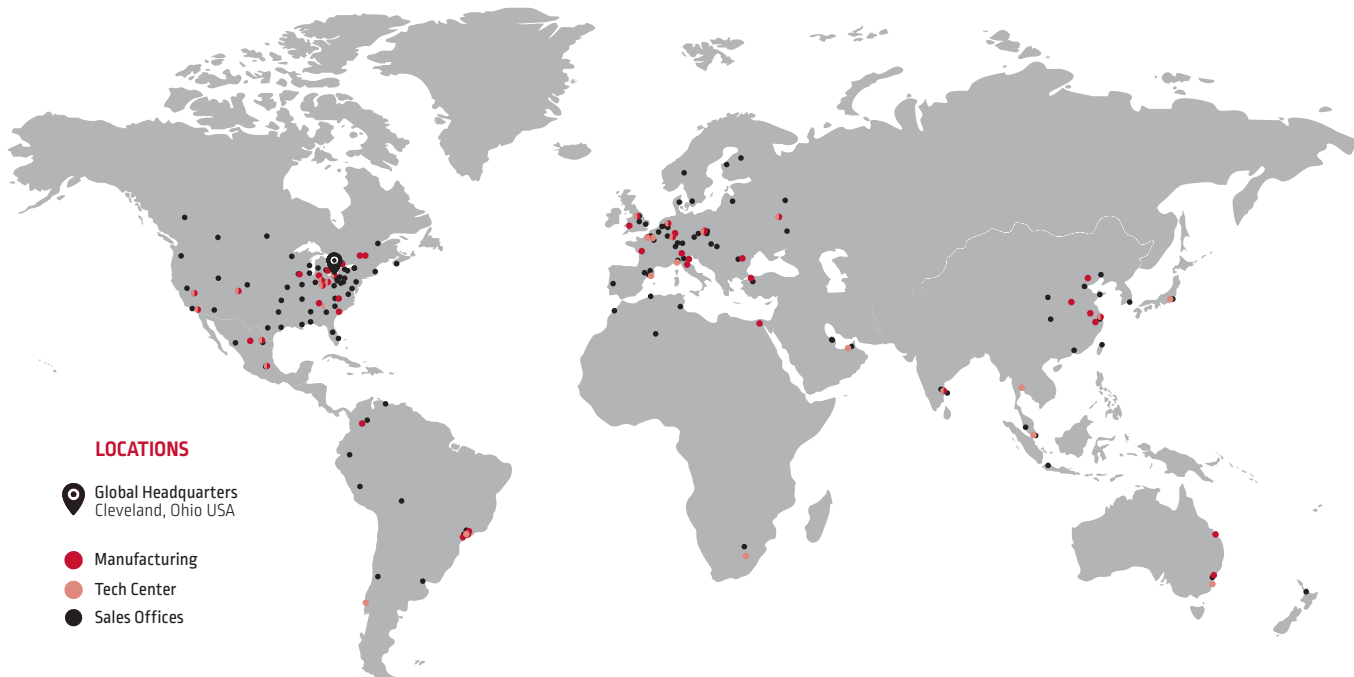 LOCATIONS
Global Headquarters
Cleveland, Ohio USA
Manufacturing
Tech Center
Sales Offices